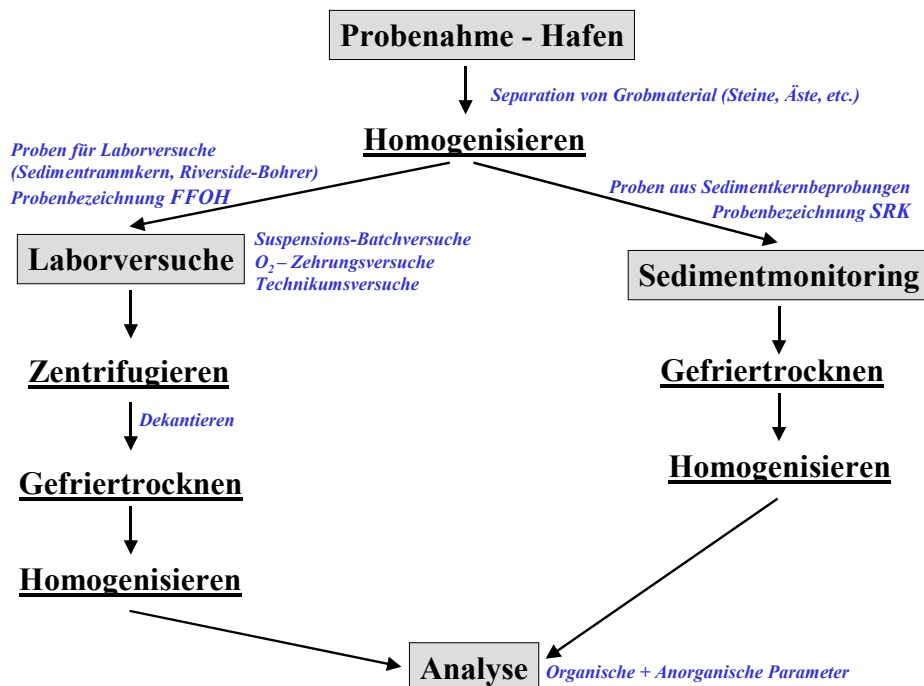 Probenahme - Hafen
Separation von Grobmaterial (Steine, Äste, etc.)
Homogenisieren
Proben für Laborversuche
(Sedimentrammkern, Riverside-Bohrer)
Probenbezeichnung FFOH
Proben aus Sedimentkernbeprobungen
Probenbezeichnung SRK
Laborversuche
Suspensions-Batchversuche
O₂ – Zehrungsversuche
Technikumsversuche
Sedimentmonitoring
Zentrifugieren
Gefriertrocknen
Dekantieren
Homogenisieren
Gefriertrocknen
Homogenisieren
Analyse
Organische + Anorganische Parameter